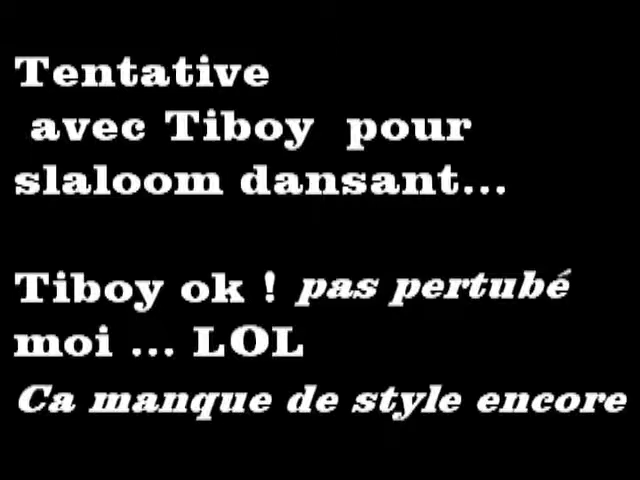 Tentative
avec Tiboy pour
slaloom dansant...
Tiboy ok ! pas pertubé
moi ... LOL
Ca manque de style encore